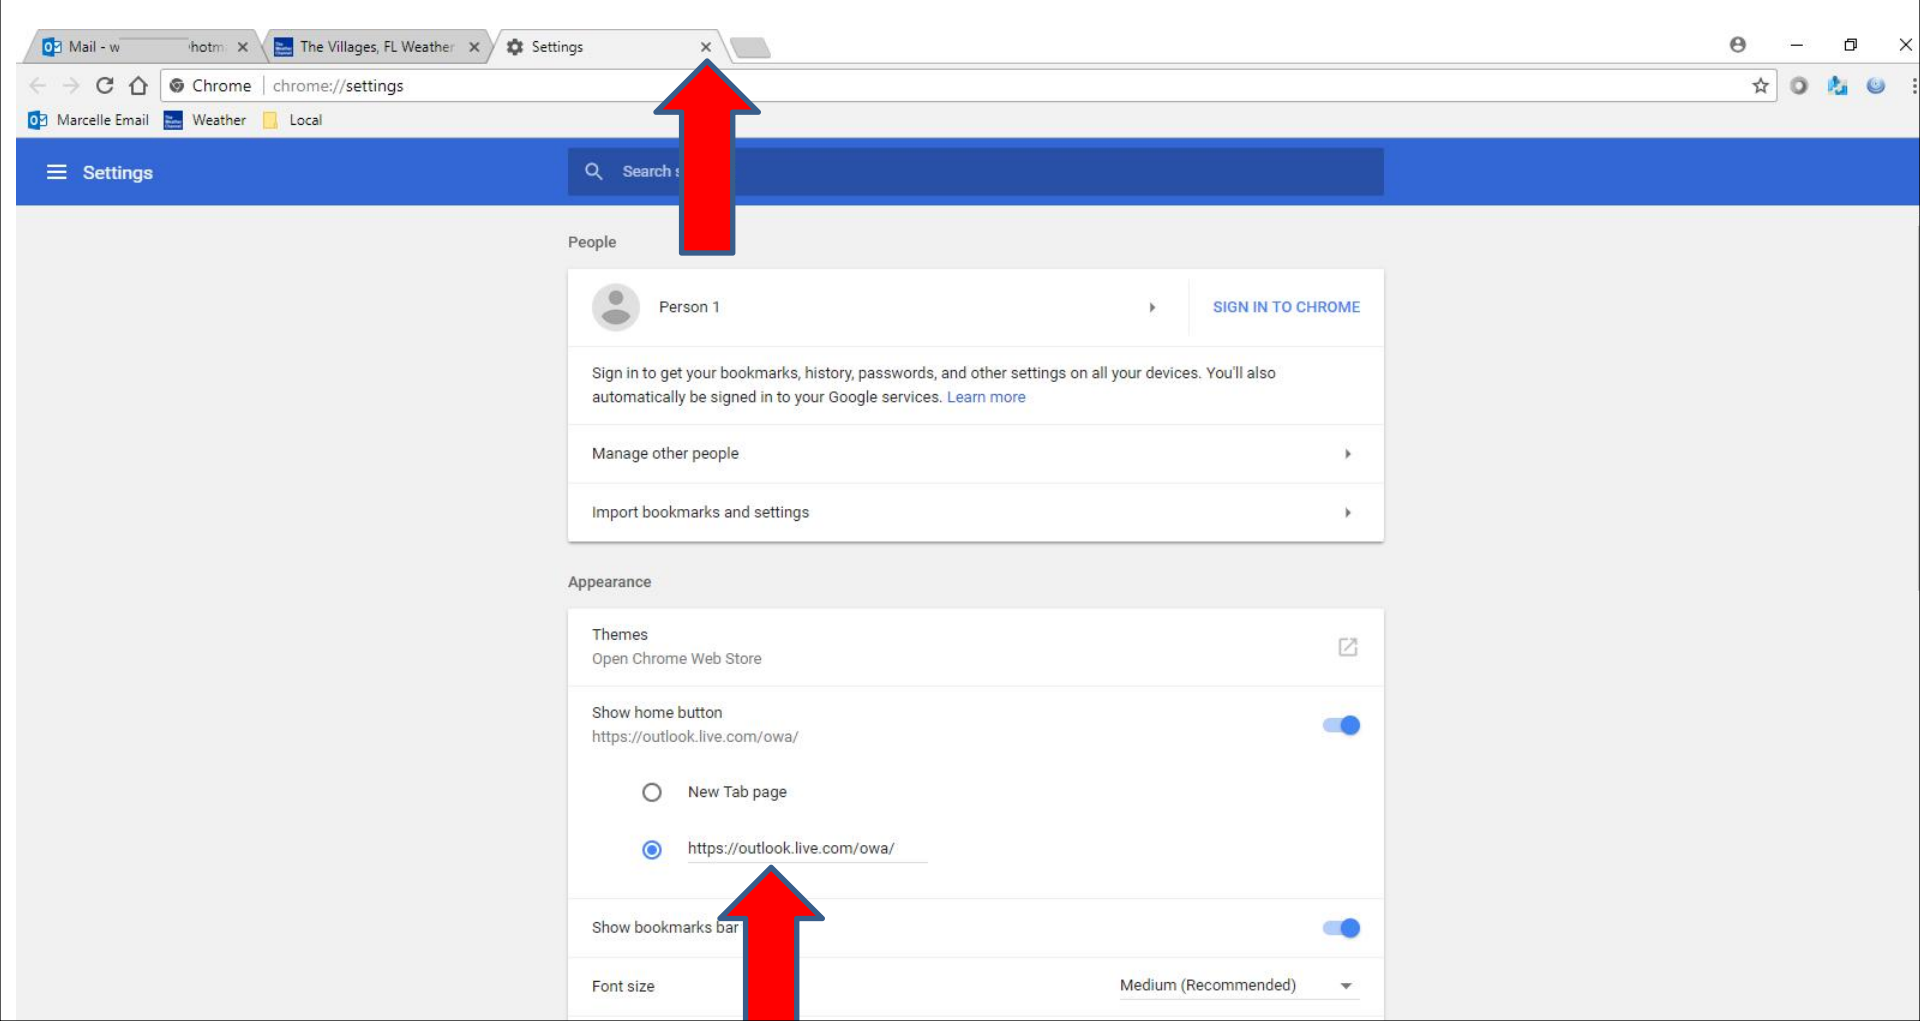 Mail - w hotm
The Villages, FL Weather
Settings
Chrome chrome://settings
Marcelle Email Weather Local
Settings
Search
People
Person 1
SIGN IN TO CHROME
Sign in to get your bookmarks, history, passwords, and other settings on all your devices. You'll also
automatically be signed in to your Google services. Learn more
Manage other people
Import bookmarks and settings
Appearance
Themes
Open Chrome Web Store
Show home button
https://outlook.live.com/owa/
New Tab page
https://outlook.live.com/owa/
Show bookmarks bar
Font size
Medium (Recommended)